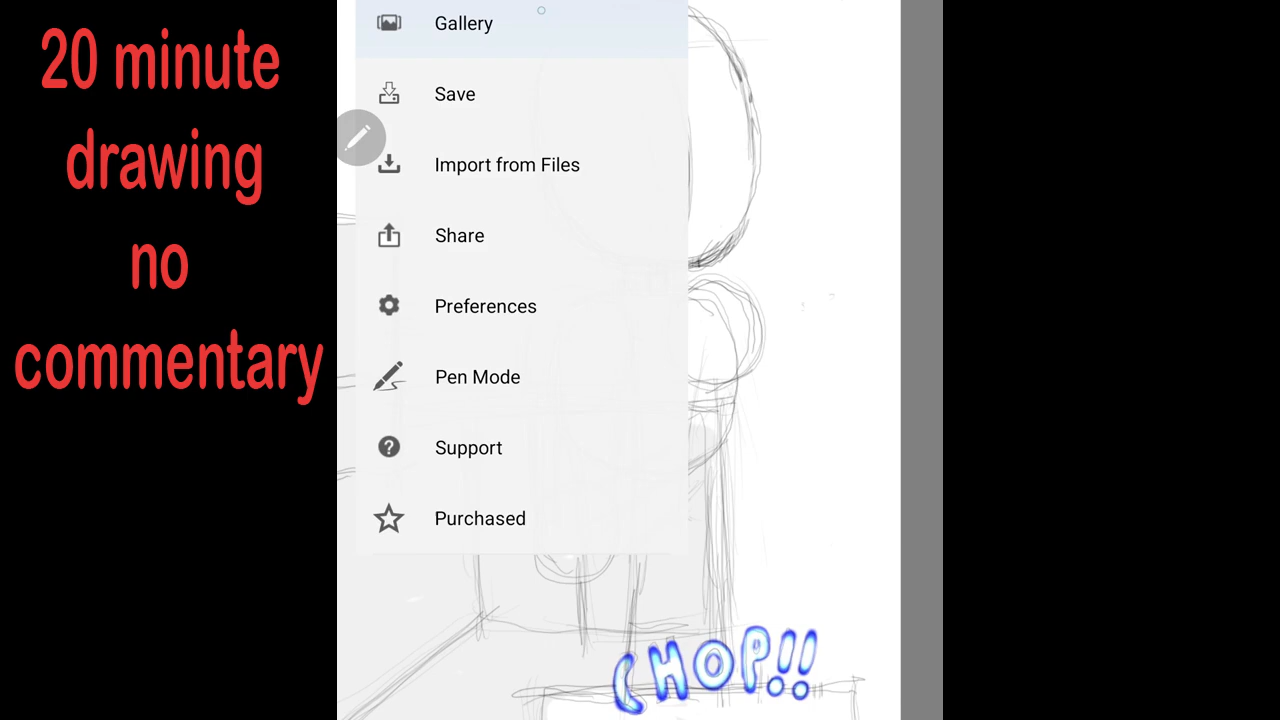 20 minute
drawing
no
commentary
Gallery
Save
Import from Files
Share
Preferences
Pen Mode
Support
Purchased
CHOP!!